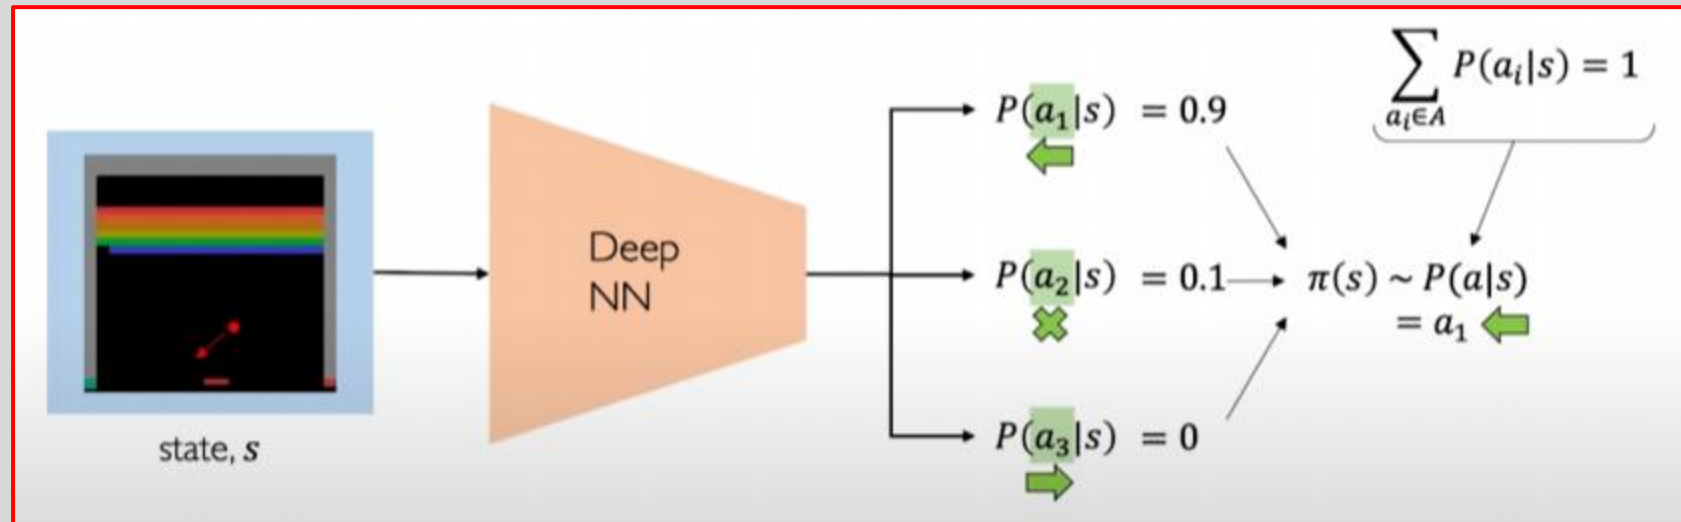 state, s
Deep
NN
P(a₁|s) = 0.9
P(a₂|s) = 0.1
P(a₃|s) = 0
∑ P(aᵢ|s) = 1
aᵢ∈A
π(s) ~ P(a|s)
= a₁